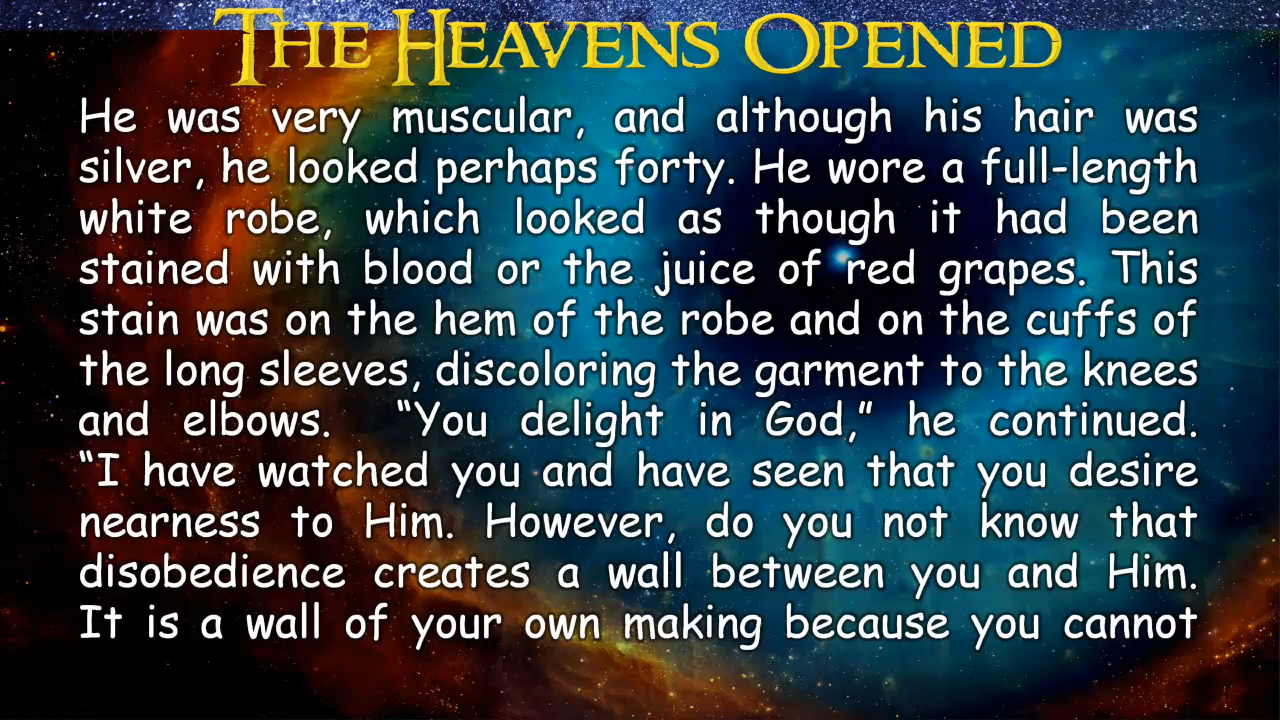 The Heavens Opened
He was very muscular, and although his hair was
silver, he looked perhaps forty. He wore a full-length
white robe, which looked as though it had been
stained with blood or the juice of red grapes. This
stain was on the hem of the robe and on the cuffs of
the long sleeves, discoloring the garment to the knees
and elbows. “You delight in God,” he continued.
“I have watched you and have seen that you desire
nearness to Him. However, do you not know that
disobedience creates a wall between you and Him.
It is a wall of your own making because you cannot